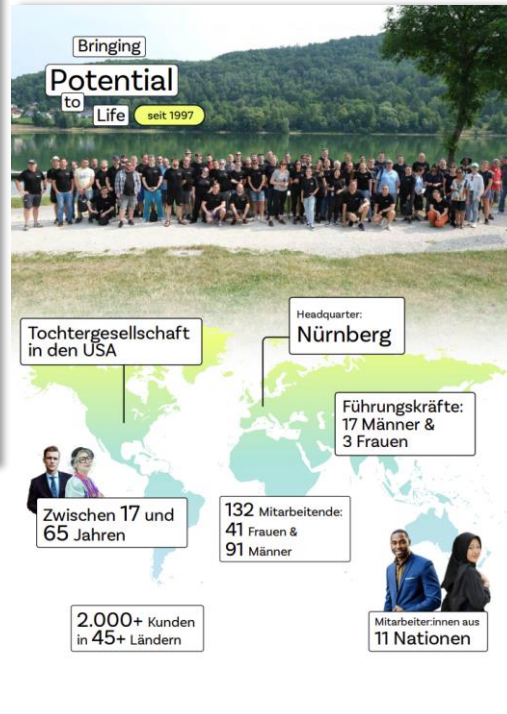 Bringing
Potential
to
Life
seit 1997
Tochtergesellschaft
in den USA
Headquarter:
Nürnberg
Führungskräfte:
17 Männer &
3 Frauen
Zwischen 17 und
65 Jahren
132 Mitarbeitende:
41 Frauen &
91 Männer
2.000+ Kunden
in 45+ Ländern
Mitarbeiter:innen aus
11 Nationen